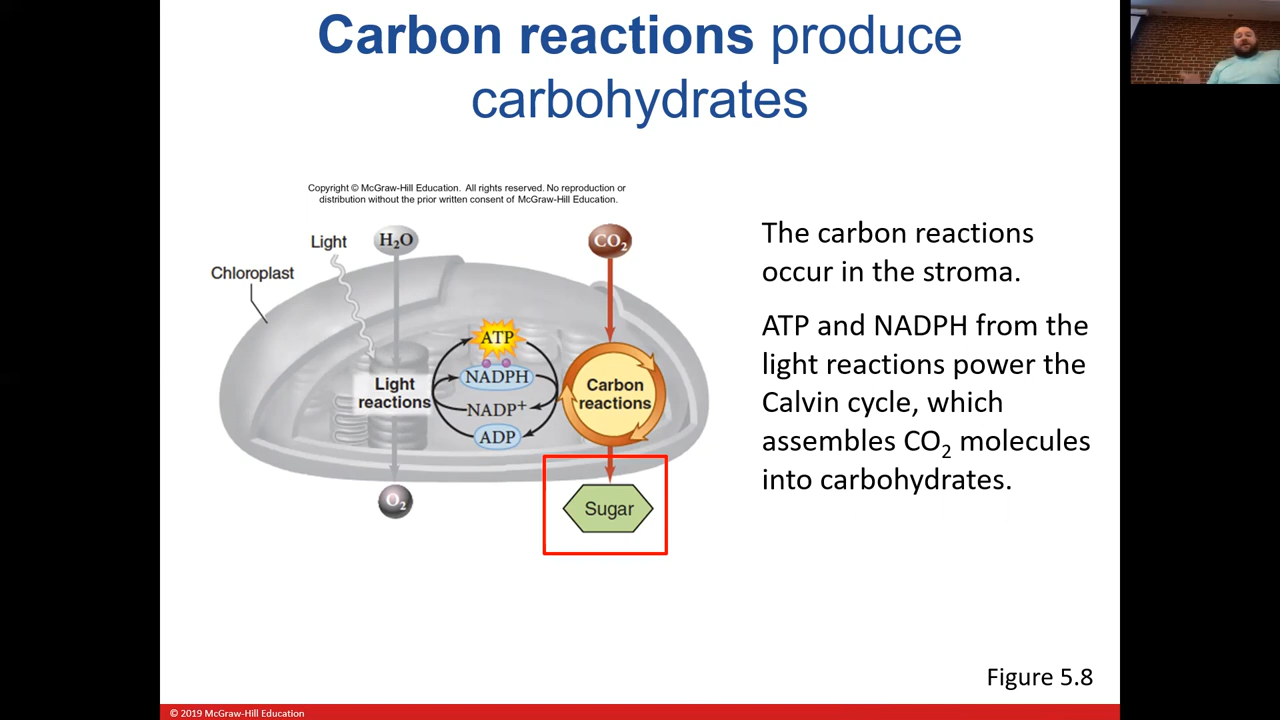 Carbon reactions produce
carbohydrates
Copyright © McGraw-Hill Education. All rights reserved. No reproduction or
distribution without the prior written consent of McGraw-Hill Education.
Light
H₂O
CO₂
Chloroplast
ATP
NADPH
Light
reactions
Carbon
reactions
NADP⁺
ADP
O₂
Sugar
The carbon reactions
occur in the stroma.
ATP and NADPH from the
light reactions power the
Calvin cycle, which
assembles CO₂ molecules
into carbohydrates.
Figure 5.8
© 2019 McGraw-Hill Education